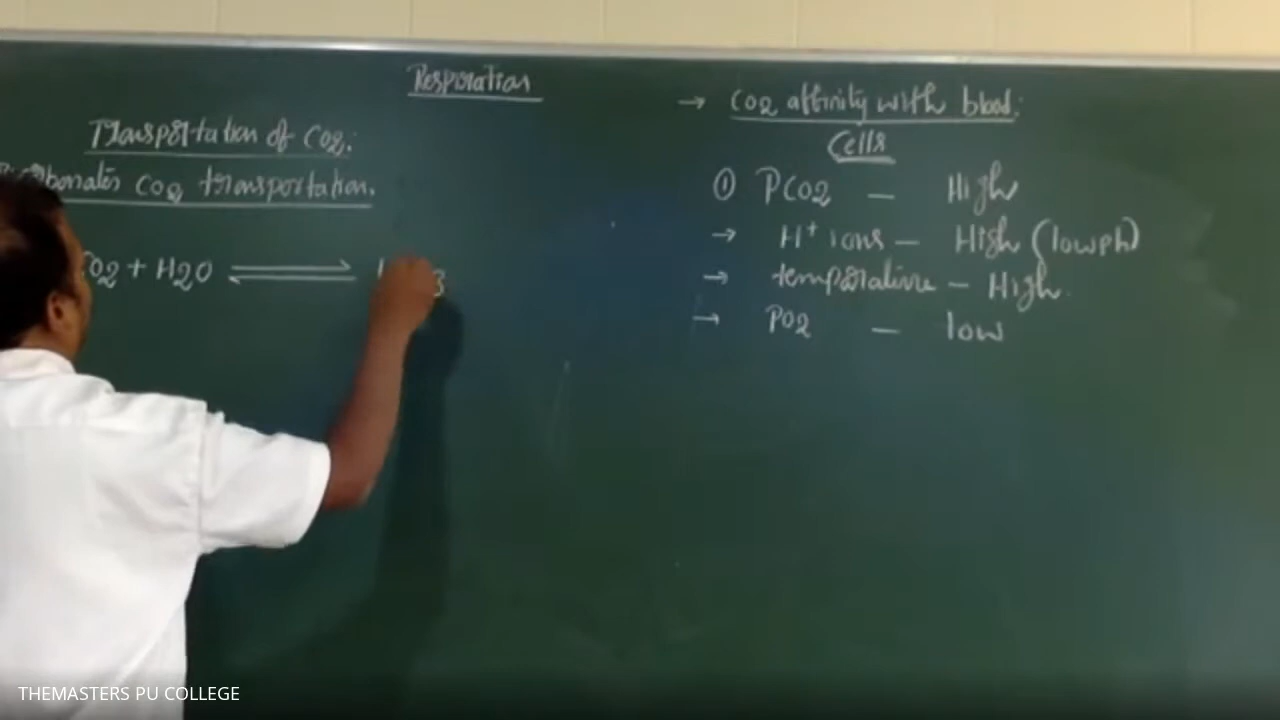 Respiration
Transportation of CO2:
CO2 transportation.
CO2 + H2O ⇌
→ CO2 affinity with blood:
Cells
① PCO2 — High
→ H+ ions — High (low pH)
→ temperature — High.
→ PO2 — low
THEMASTERS PU COLLEGE